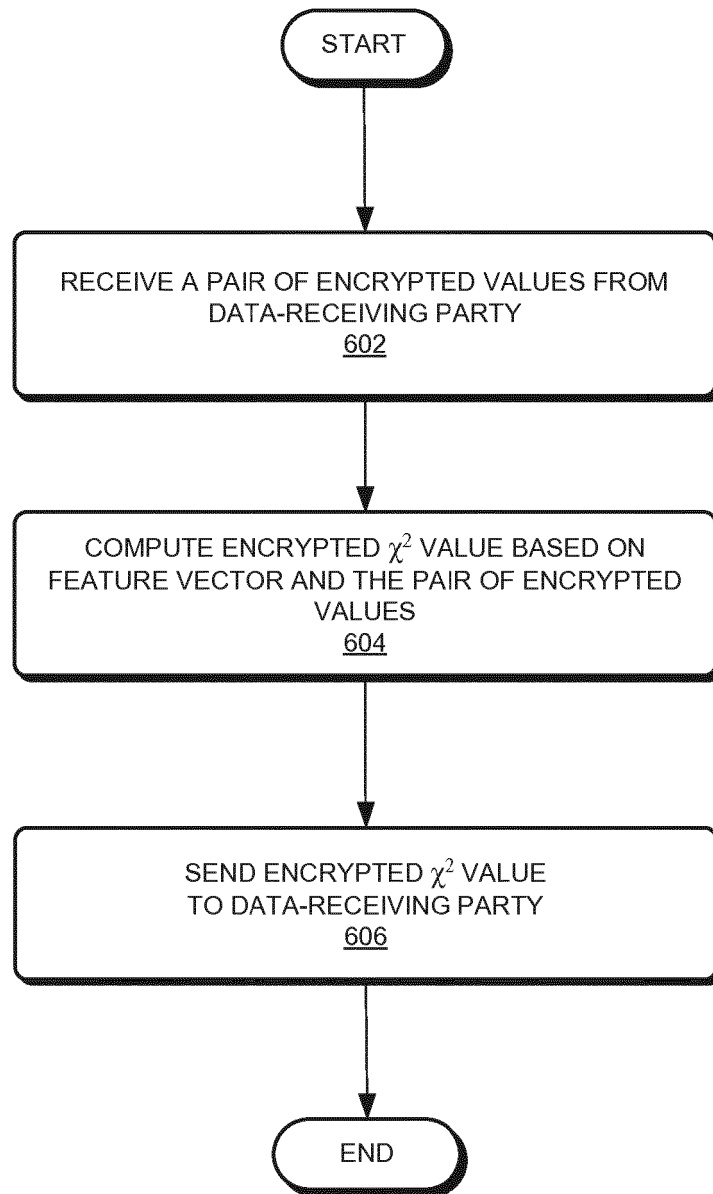 START
RECEIVE A PAIR OF ENCRYPTED VALUES FROM
DATA-RECEIVING PARTY
602
COMPUTE ENCRYPTED χ² VALUE BASED ON
FEATURE VECTOR AND THE PAIR OF ENCRYPTED
VALUES
604
SEND ENCRYPTED χ² VALUE
TO DATA-RECEIVING PARTY
606
END